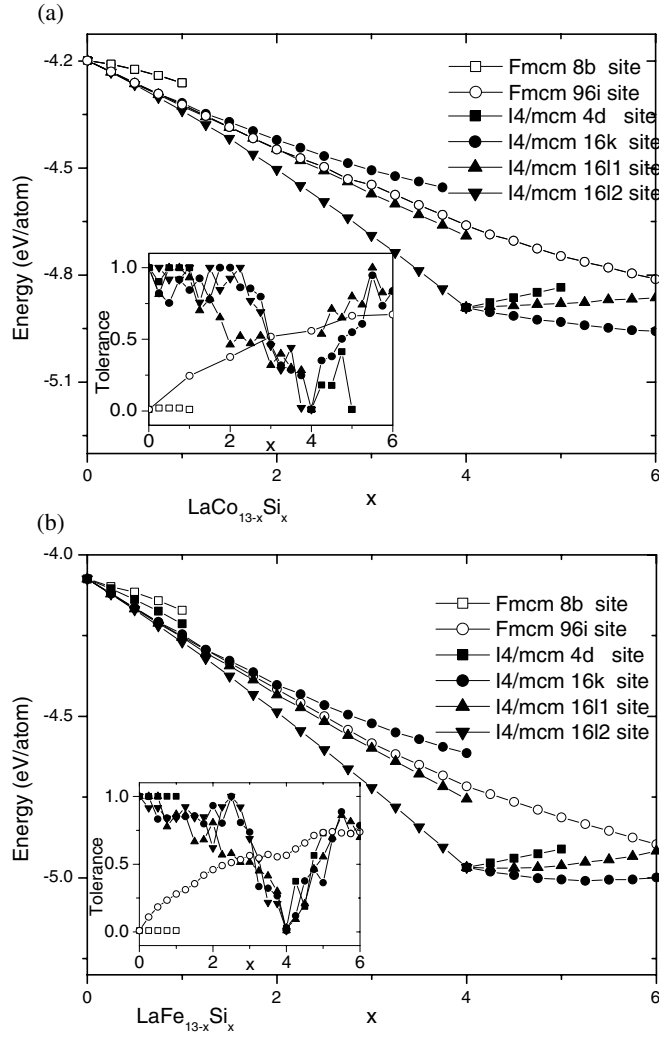 (a)
-4.2
-4.5
-4.8
-5.1
Energy (eV/atom)
Fmcm 8b site
Fmcm 96i site
I4/mcm 4d site
I4/mcm 16k site
I4/mcm 16l1 site
I4/mcm 16l2 site
1.0
0.5
0.0
Tolerance
0 2 4 6
x
0 2 4 6
LaCo13-xSix x
(b)
-4.0
-4.5
-5.0
Energy (eV/atom)
Fmcm 8b site
Fmcm 96i site
I4/mcm 4d site
I4/mcm 16k site
I4/mcm 16l1 site
I4/mcm 16l2 site
1.0
0.5
0.0
Tolerance
0 2 4 6
x
0 2 4 6
LaFe13-xSix x